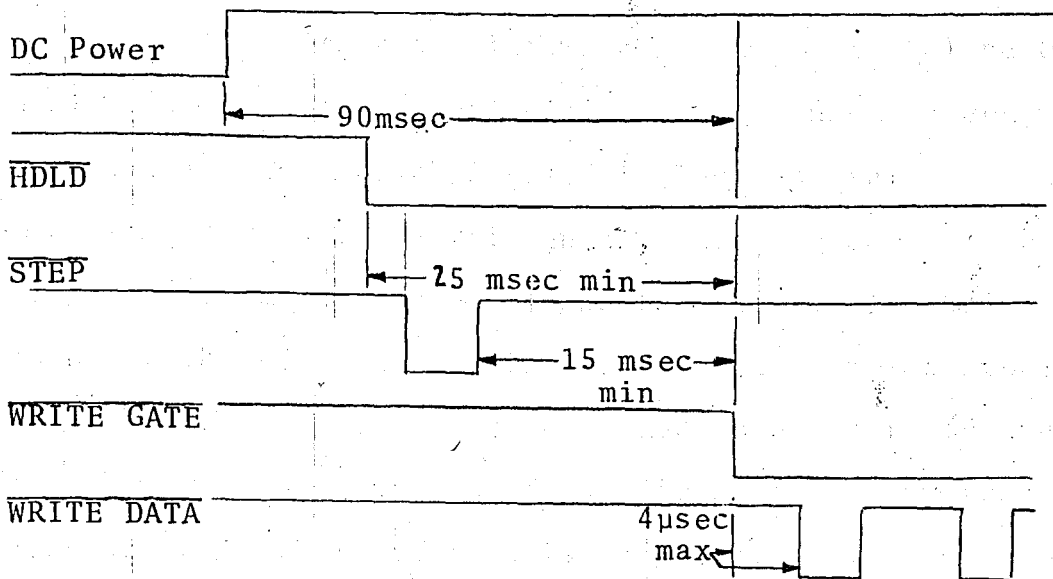 DC Power
90msec
HDLD
STEP
25 msec min
15 msec
min
WRITE GATE
WRITE DATA
4μsec
max